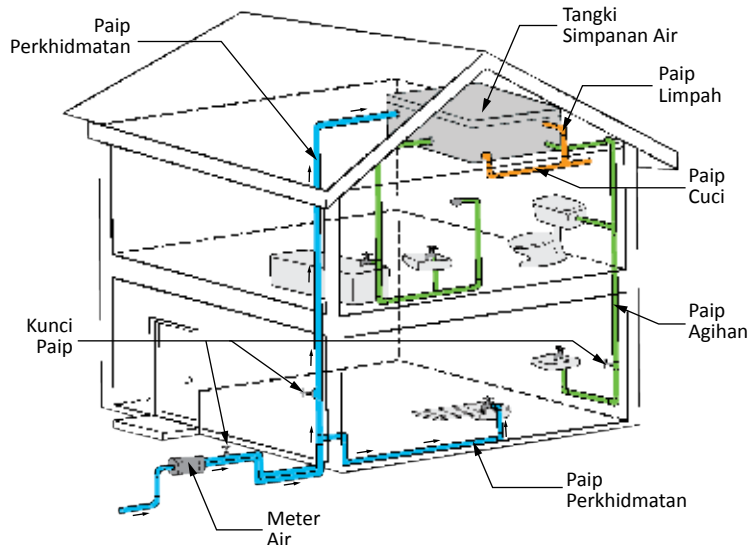 Paip
Perkhidmatan
Tangki
Simpanan Air
Paip
Limpah
Paip
Cuci
Kunci
Paip
Paip
Agihan
Paip
Perkhidmatan
Meter
Air